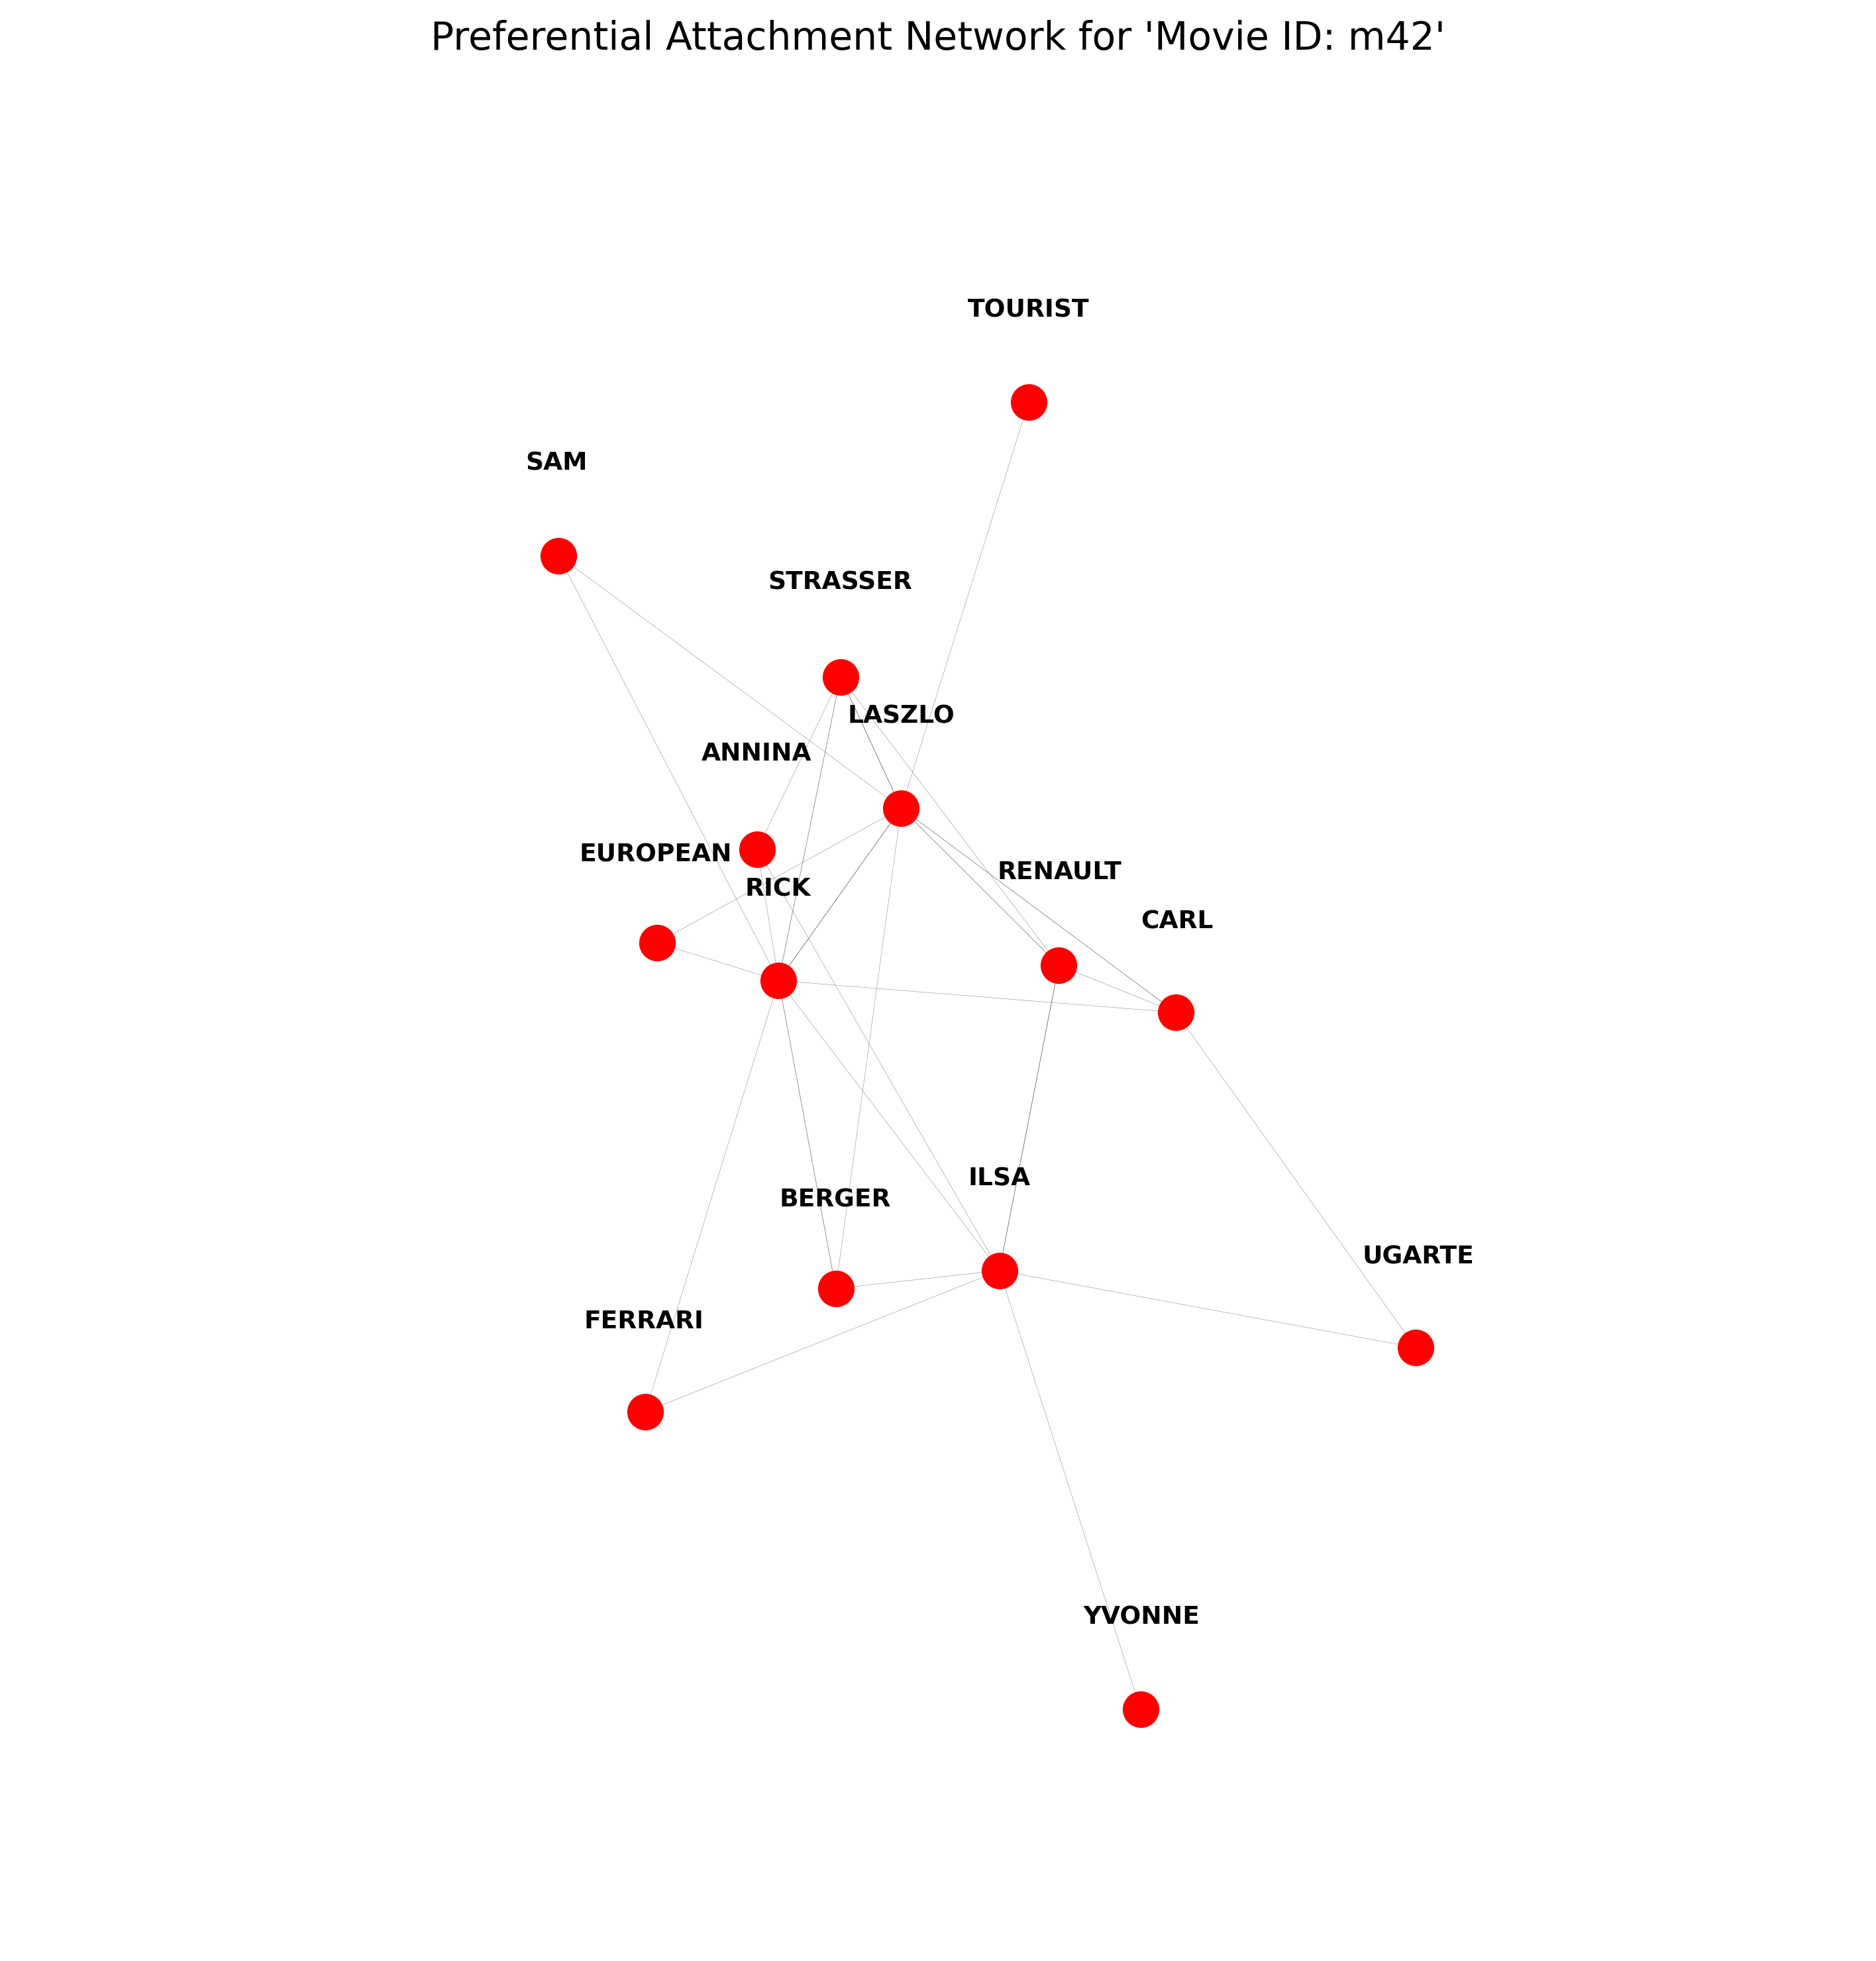 Preferential Attachment Network for 'Movie ID: m42'
TOURIST
SAM
STRASSER
LASZLO
ANNINA
EUROPEAN
RENAULT
RICK
CARL
ILSA
BERGER
UGARTE
FERRARI
YVONNE